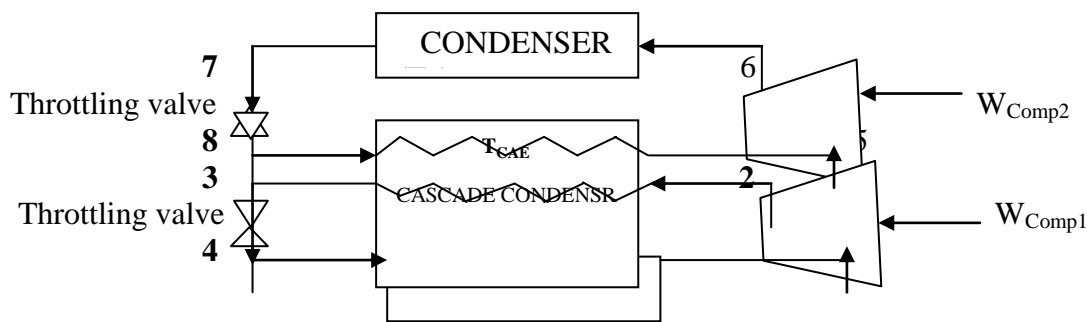 CONDENSER
7
6
Throttling valve
W_Comp2
8
5
T_CAE
3
2
CASCADE CONDENSR
Throttling valve
W_Comp1
4